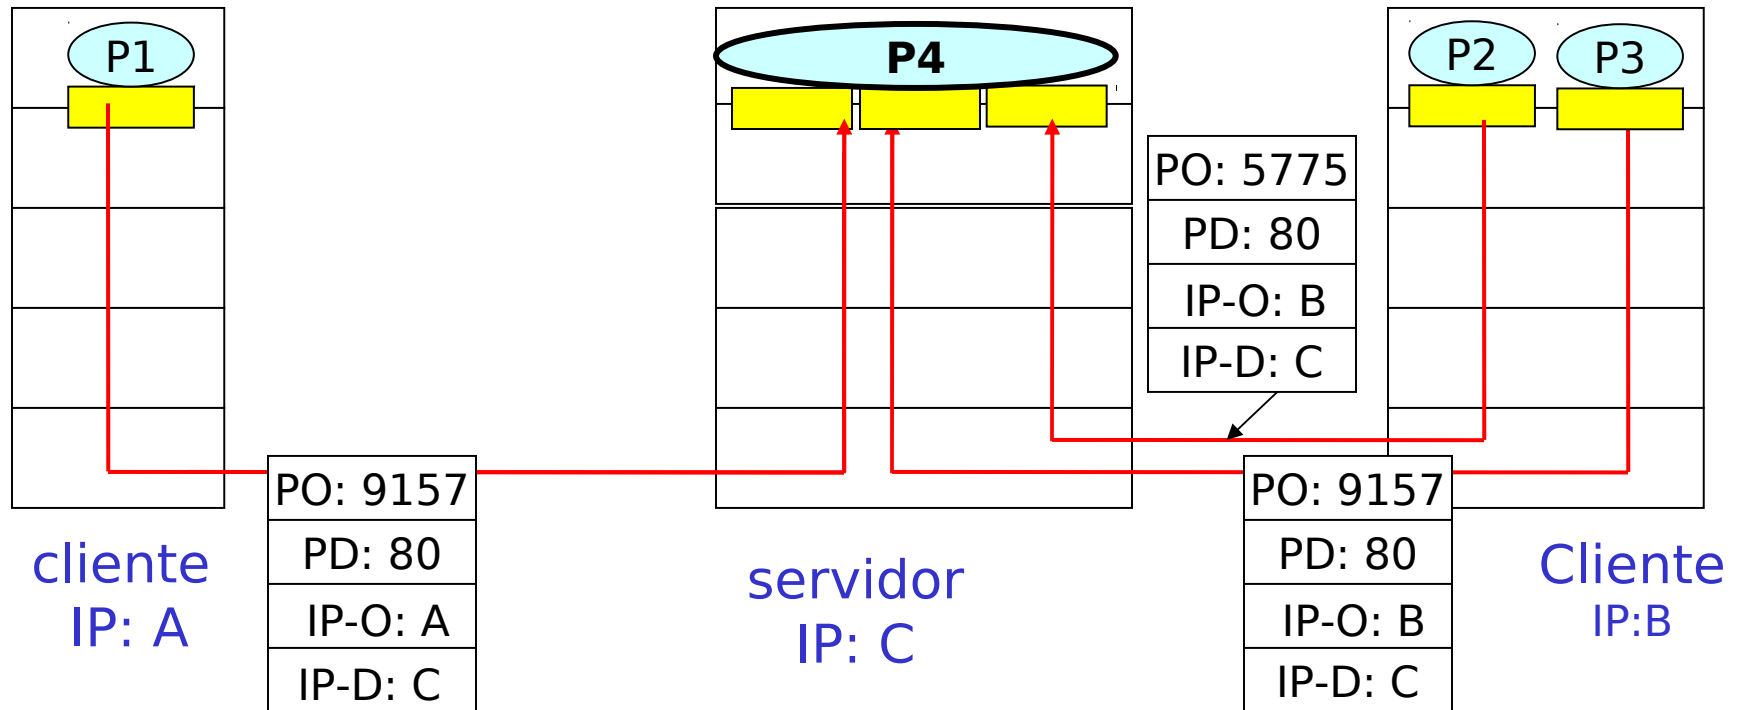 P1
P4
P2
P3
PO: 5775
PD: 80
IP-O: B
IP-D: C
PO: 9157
PD: 80
IP-O: A
IP-D: C
PO: 9157
PD: 80
IP-O: B
IP-D: C
cliente
IP: A
servidor
IP: C
Cliente
IP:B